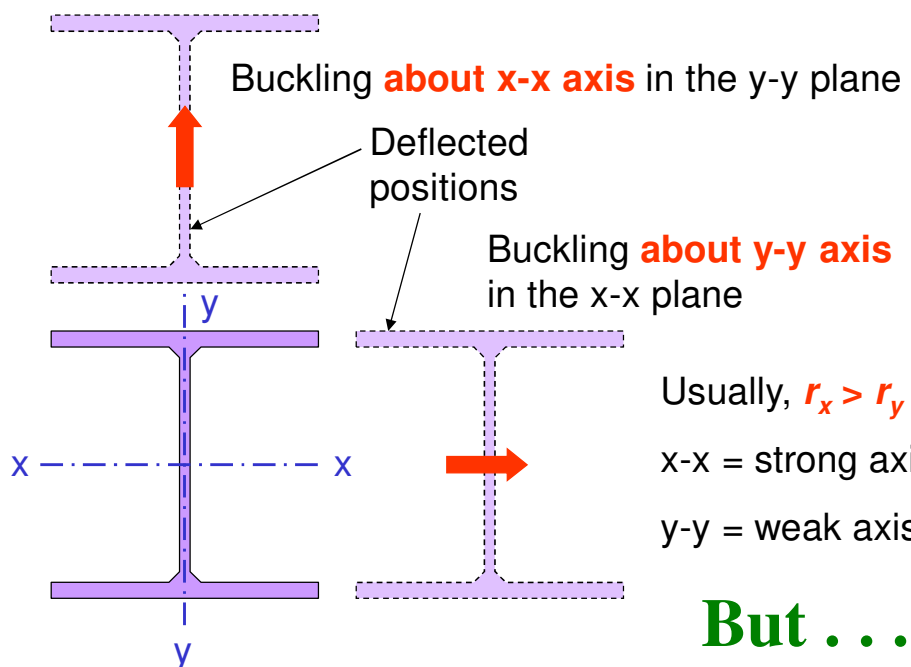 Buckling about x-x axis in the y-y plane
Deflected
positions
Buckling about y-y axis
in the x-x plane
y
x
x
y
Usually, rx > ry
x-x = strong axi
y-y = weak axis
But . . . .